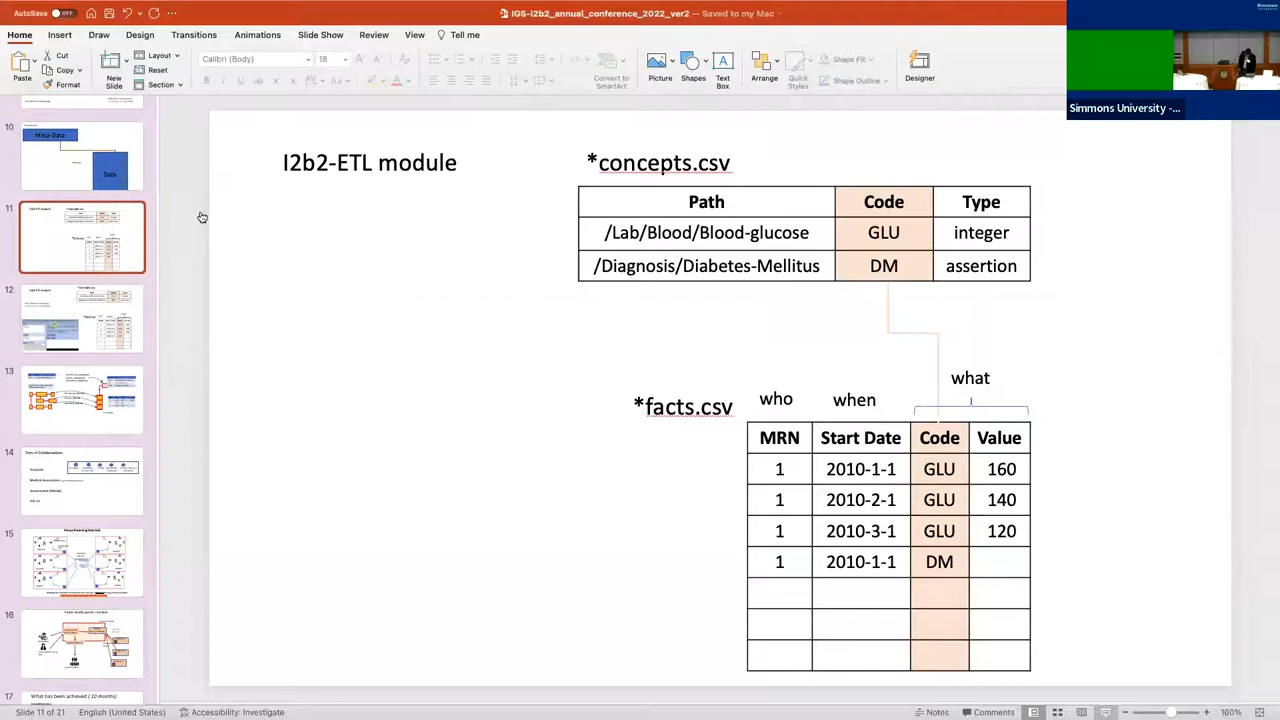 AutoSave OFF
IGS-i2b2_annual_conference_2022_ver2 — Saved to my Mac
Home Insert Draw Design Transitions Animations Slide Show Review View Tell me
Paste
Cut
Copy
Format
New Slide
Layout
Reset
Section
Calibri (Body) 18
Convert to SmartArt
Picture
Shapes
Text Box
Arrange
Quick Styles
Shape Fill
Shape Outline
Designer
Simmons University -...
10
Meta-Data
Data
11
12
13
14
15
16
17
What has been achieved ( 10 months)
I2b2-ETL module
*concepts.csv
Path Code Type
/Lab/Blood/Blood-glucose GLU integer
/Diagnosis/Diabetes-Mellitus DM assertion
what
who when
*facts.csv
MRN Start Date Code Value
1 2010-1-1 GLU 160
1 2010-2-1 GLU 140
1 2010-3-1 GLU 120
1 2010-1-1 DM
Slide 11 of 21 English (United States) Accessibility: Investigate Notes Comments 160%